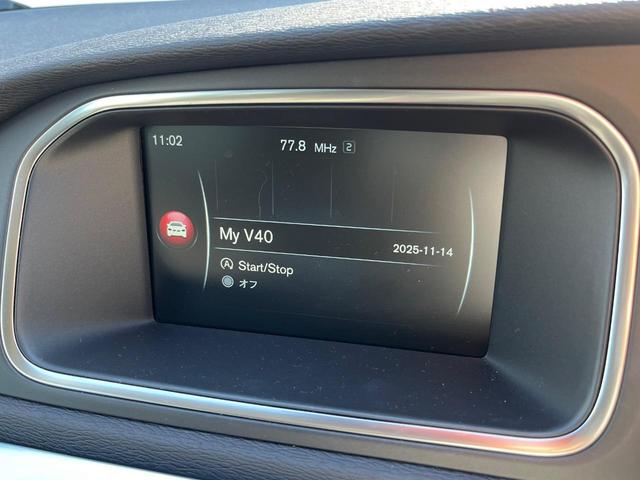 11:02
77.8 MHz 2
My V40
2025-11-14
Start/Stop
オフ